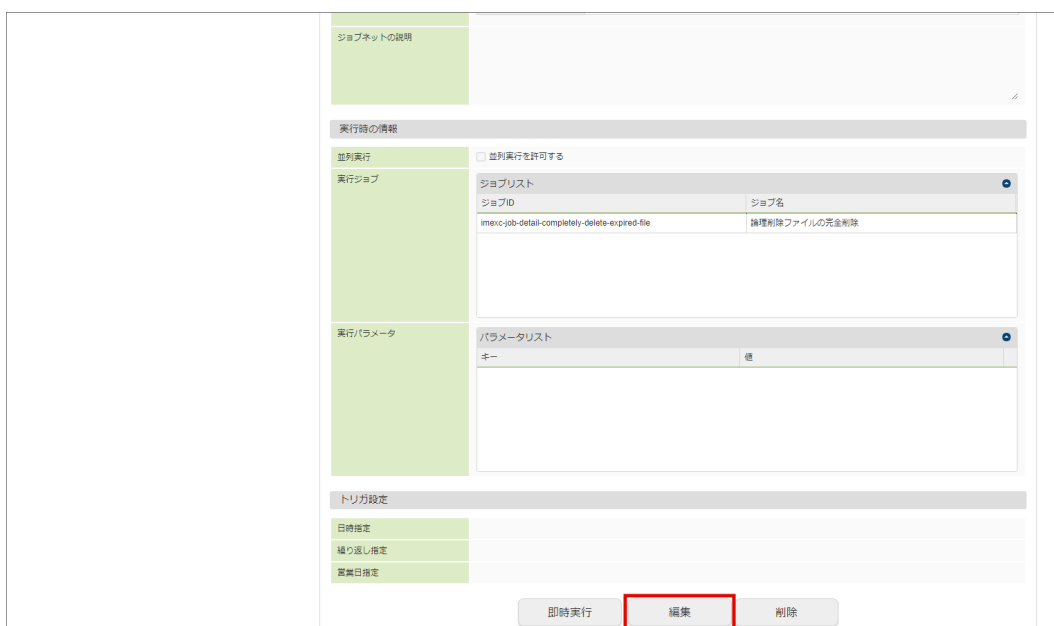 ジョブネットの説明
実行時の情報
並列実行
並列実行を許可する
実行ジョブ
ジョブリスト
ジョブID
ジョブ名
imexc-job-detail-completely-delete-expired-file
論理削除ファイルの完全削除
実行パラメータ
パラメータリスト
キー
値
トリガ設定
日時指定
繰り返し指定
営業日指定
即時実行
編集
削除